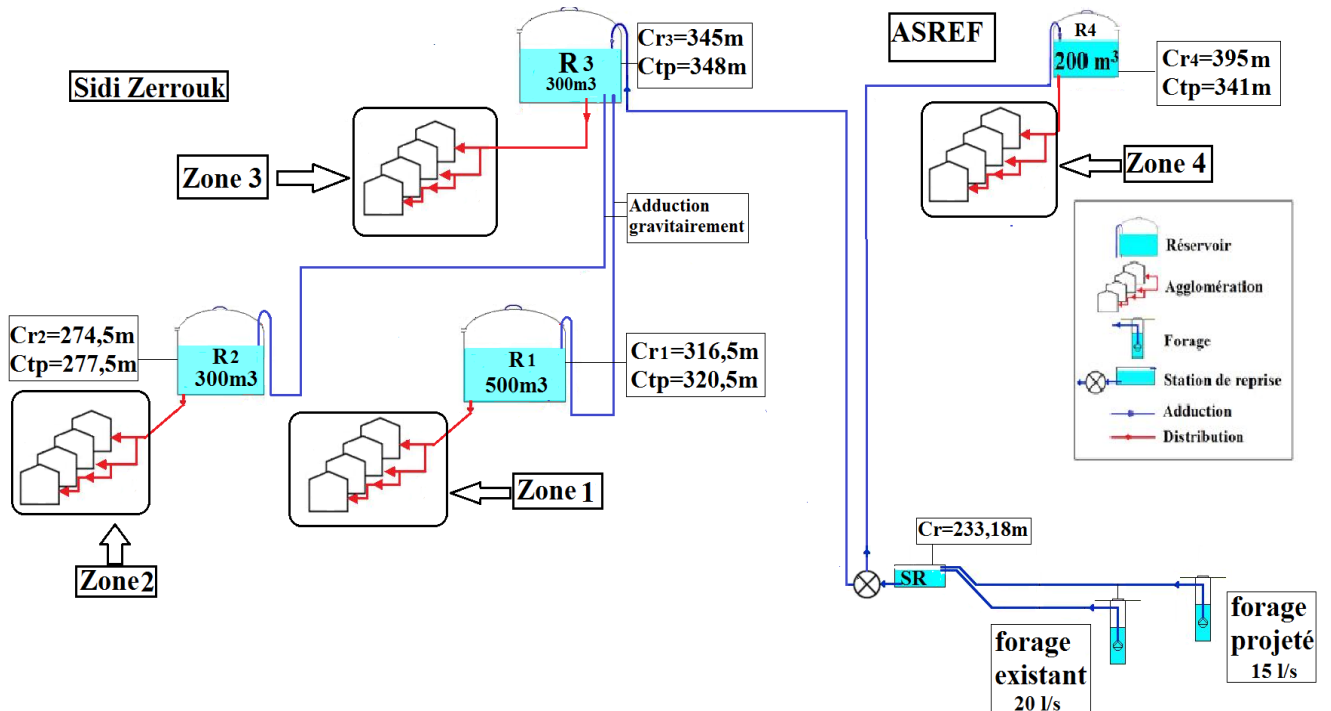 R 3
300m3
Cr3=345m
Ctp=348m
ASREF
R4
200 m³
Cr4=395m
Ctp=341m
Sidi Zerrouk
Zone 3
Zone 4
Adduction
gravitairement
Réservoir
Agglomération
Forage
Station de reprise
Adduction
Distribution
Cr2=274,5m
Ctp=277,5m
R2
300m3
R1
500m3
Cr1=316,5m
Ctp=320,5m
Zone 1
Zone2
Cr=233,18m
SR
forage
existant
20 l/s
forage
projeté
15 l/s